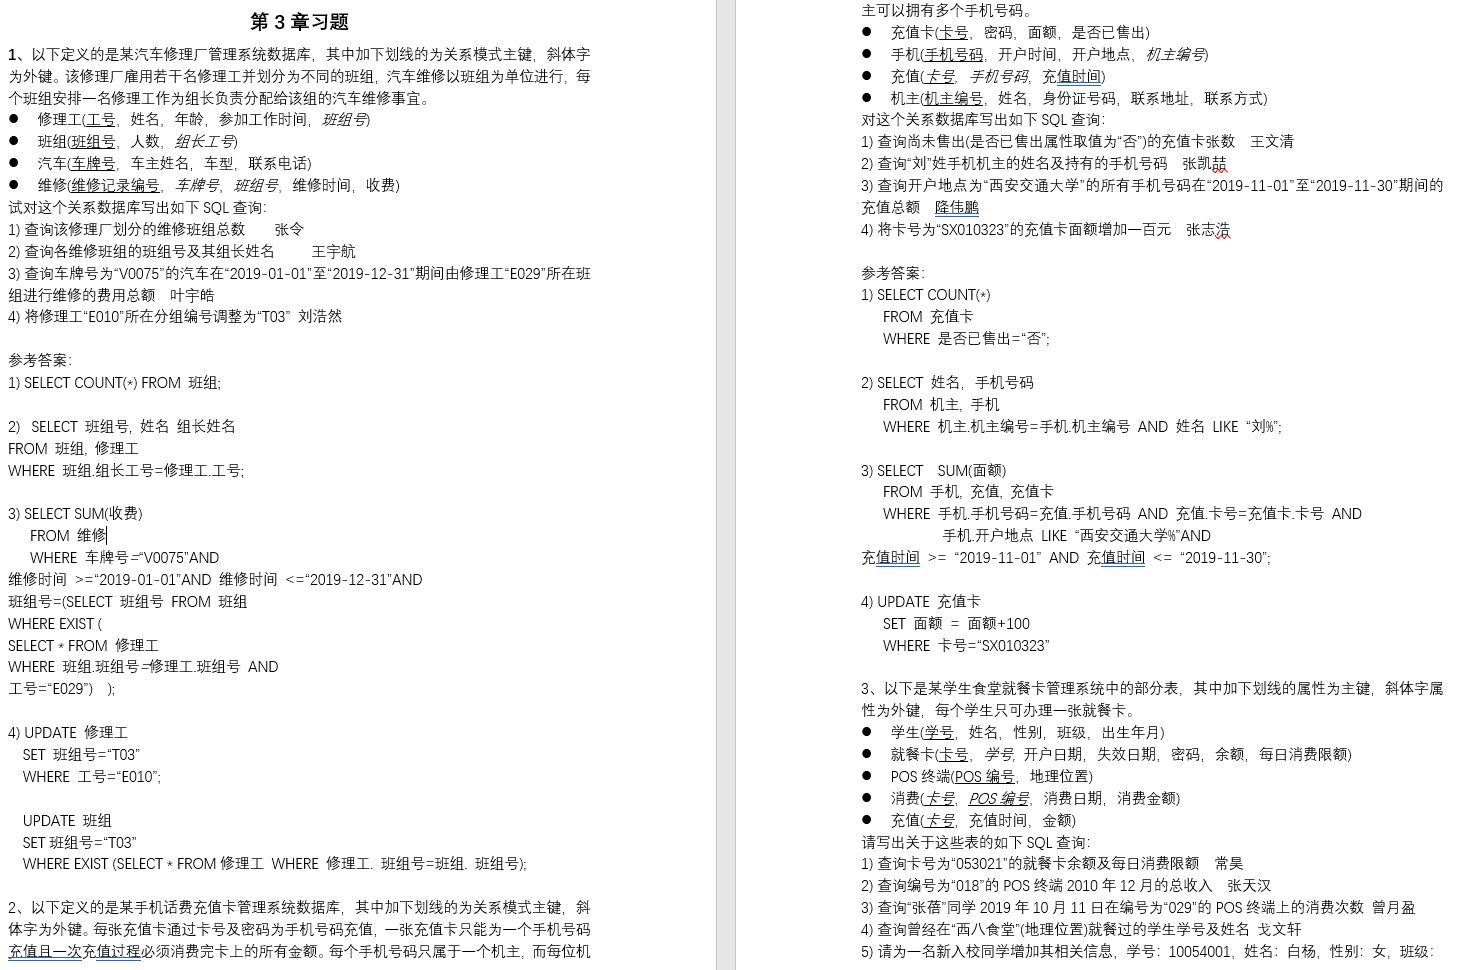 第 3 章习题
1、以下定义的是某汽车修理厂管理系统数据库，其中加下划线的为关系模式主键，斜体字
为外键。该修理厂雇用若干名修理工并划分为不同的班组，汽车维修以班组为单位进行，每
个班组安排一名修理工作为组长负责分配给该组的汽车维修事宜。
● 修理工(工号，姓名，年龄，参加工作时间，班组号)
● 班组(班组号，人数，组长工号)
● 汽车(车牌号，车主姓名，车型，联系电话)
● 维修(维修记录编号，车牌号，班组号，维修时间，收费)
试对这个关系数据库写出如下 SQL 查询：
1) 查询该修理厂划分的维修班组总数 张令
2) 查询各维修班组的班组号及其组长姓名 王宇航
3) 查询车牌号为“V0075”的汽车在“2019-01-01”至“2019-12-31”期间由修理工“E029”所在班
组进行维修的费用总额 叶宇皓
4) 将修理工“E010”所在分组编号调整为“T03” 刘浩然
参考答案：
1) SELECT COUNT(*) FROM 班组;
2) SELECT 班组号, 姓名 组长姓名
FROM 班组, 修理工
WHERE 班组.组长工号=修理工.工号;
3) SELECT SUM(收费)
FROM 维修
WHERE 车牌号=“V0075”AND
维修时间 >=“2019-01-01”AND 维修时间 <=“2019-12-31”AND
班组号=(SELECT 班组号 FROM 班组
WHERE EXIST (
SELECT * FROM 修理工
WHERE 班组.班组号=修理工.班组号 AND
工号=“E029”) );
4) UPDATE 修理工
SET 班组号=“T03”
WHERE 工号=“E010”;
UPDATE 班组
SET 班组号=“T03”
WHERE EXIST (SELECT * FROM 修理工 WHERE 修理工. 班组号=班组. 班组号);
2、以下定义的是某手机话费充值卡管理系统数据库，其中加下划线的为关系模式主键，斜
体字为外键。每张充值卡通过卡号及密码为手机号码充值，一张充值卡只能为一个手机号码
充值且一次充值过程必须消费完卡上的所有金额。每个手机号码只属于一个机主，而每位机
主可以拥有多个手机号码。
● 充值卡(卡号，密码，面额，是否已售出)
● 手机(手机号码，开户时间，开户地点，机主编号)
● 充值(卡号，手机号码，充值时间)
● 机主(机主编号，姓名，身份证号码，联系地址，联系方式)
对这个关系数据库写出如下 SQL 查询：
1) 查询尚未售出(是否已售出属性取值为“否”)的充值卡张数 王文清
2) 查询“刘”姓手机机主的姓名及持有的手机号码 张凯喆
3) 查询开户地点为“西安交通大学”的所有手机号码在“2019-11-01”至“2019-11-30”期间的
充值总额 降伟鹏
4) 将卡号为“SX010323”的充值卡面额增加一百元 张志浩
参考答案：
1) SELECT COUNT(*)
FROM 充值卡
WHERE 是否已售出=“否”;
2) SELECT 姓名，手机号码
FROM 机主, 手机
WHERE 机主.机主编号=手机.机主编号 AND 姓名 LIKE “刘%”;
3) SELECT SUM(面额)
FROM 手机, 充值, 充值卡
WHERE 手机.手机号码=充值.手机号码 AND 充值.卡号=充值卡.卡号 AND
手机.开户地点 LIKE “西安交通大学%”AND
充值时间 >= “2019-11-01” AND 充值时间 <= “2019-11-30”;
4) UPDATE 充值卡
SET 面额 = 面额+100
WHERE 卡号=“SX010323”
3、以下是某学生食堂就餐卡管理系统中的部分表，其中加下划线的属性为主键，斜体字属
性为外键，每个学生只可办理一张就餐卡。
● 学生(学号，姓名，性别，班级，出生年月)
● 就餐卡(卡号，学号, 开户日期，失效日期，密码，余额，每日消费限额)
● POS 终端(POS 编号，地理位置)
● 消费(卡号，POS 编号，消费日期，消费金额)
● 充值(卡号，充值时间，金额)
请写出关于这些表的如下 SQL 查询：
1) 查询卡号为“053021”的就餐卡余额及每日消费限额 常昊
2) 查询编号为“018”的 POS 终端 2010 年 12 月的总收入 张天汉
3) 查询“张蓓”同学 2019 年 10 月 11 日在编号为“029”的 POS 终端上的消费次数 曾月盈
4) 查询曾经在“西八食堂”(地理位置)就餐过的学生学号及姓名 戈文轩
5) 请为一名新入校同学增加其相关信息，学号：10054001，姓名：白杨，性别：女，班级：